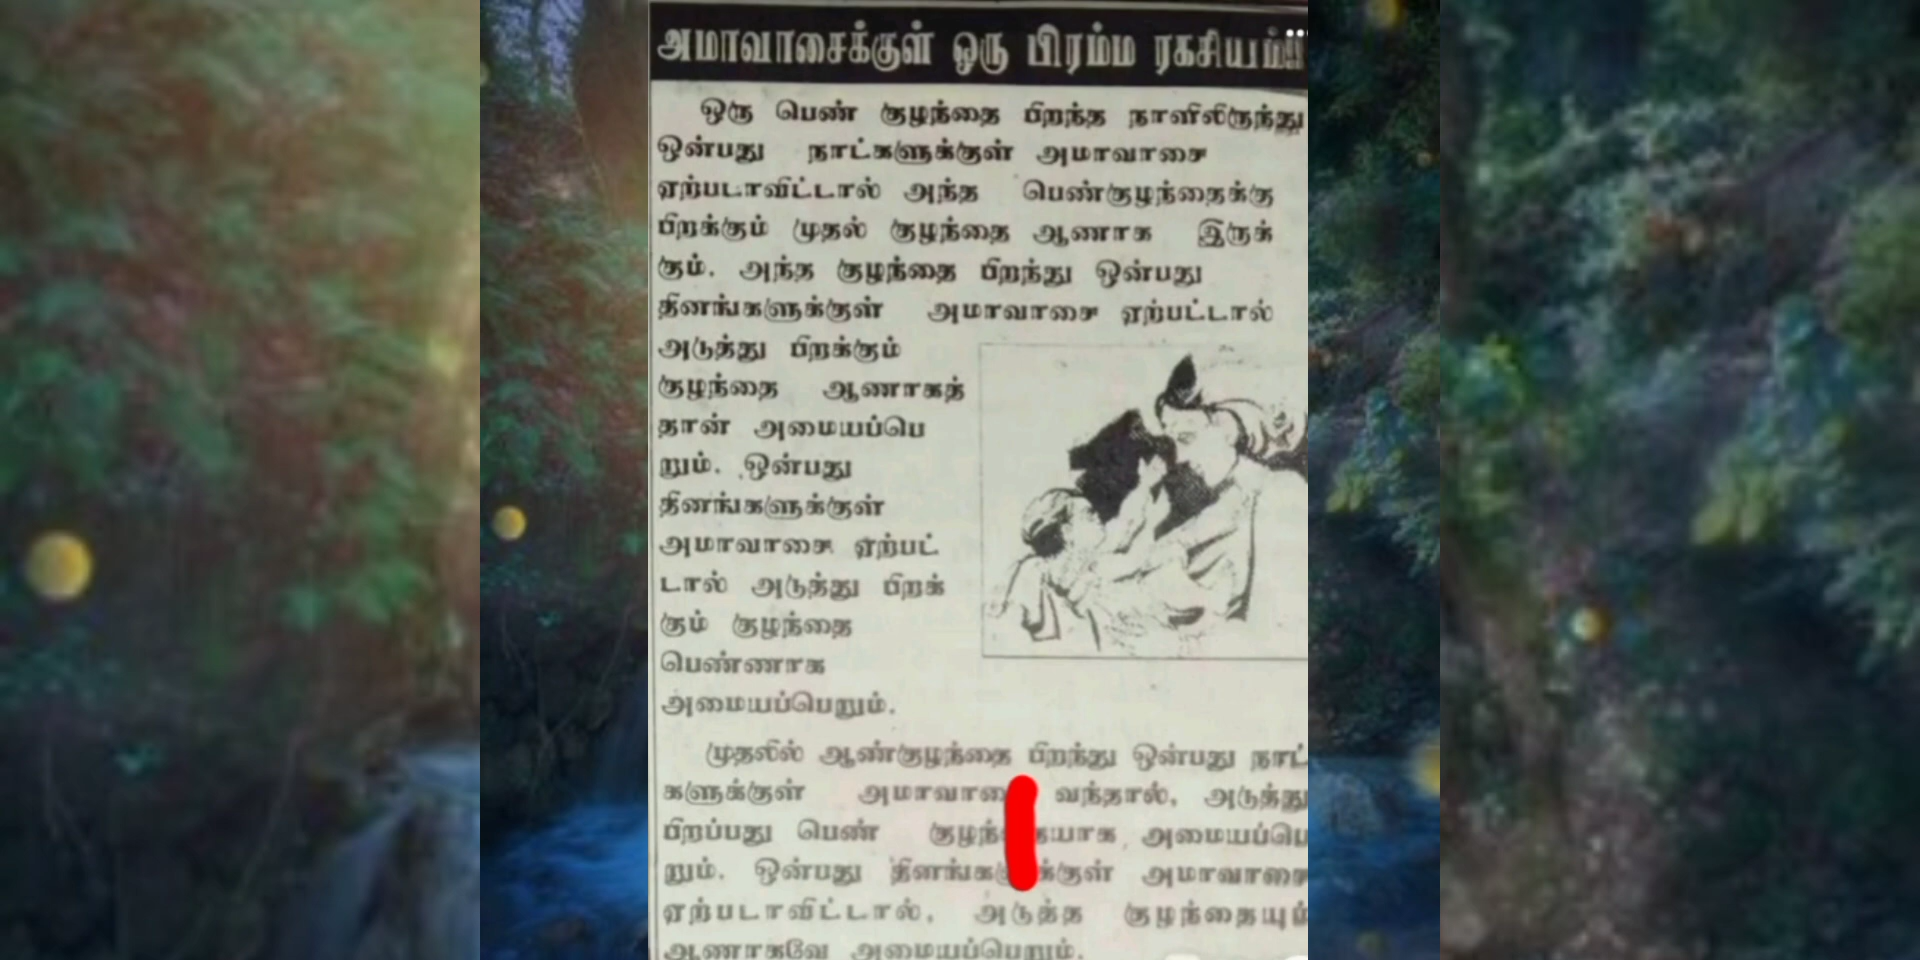 அமாவாசைக்குள் ஒரு பிரம்ம ரகசியம்!!
ஒரு பெண் குழந்தை பிறந்த நாளிலிருந்து
ஒன்பது நாட்களுக்குள் அமாவாசை
ஏற்படாவிட்டால் அந்த பெண்குழந்தைக்கு
பிறக்கும் முதல் குழந்தை ஆணாக இருக்
கும். அந்த குழந்தை பிறந்து ஒன்பது
தினங்களுக்குள் அமாவாசை ஏற்பட்டால்
அடுத்து பிறக்கும்
குழந்தை ஆணாகத்
தான் அமையப்பெ
றும். ஒன்பது
தினங்களுக்குள்
அமாவாசை ஏற்பட்
டால் அடுத்து பிறக்
கும் குழந்தை
பெண்ணாக
அமையப்பெறும்.
முதலில் ஆண்குழந்தை பிறந்து ஒன்பது நாட்
களுக்குள் வந்தால், அடுத்து
பிறப்பது பெண் அமையப்பெ
றும். ஒன்பது அமாவாசை
ஏற்படாவிட்டால், அடுத்த குழந்தையும்
ஆணாகவே அமையப்பெறும்.